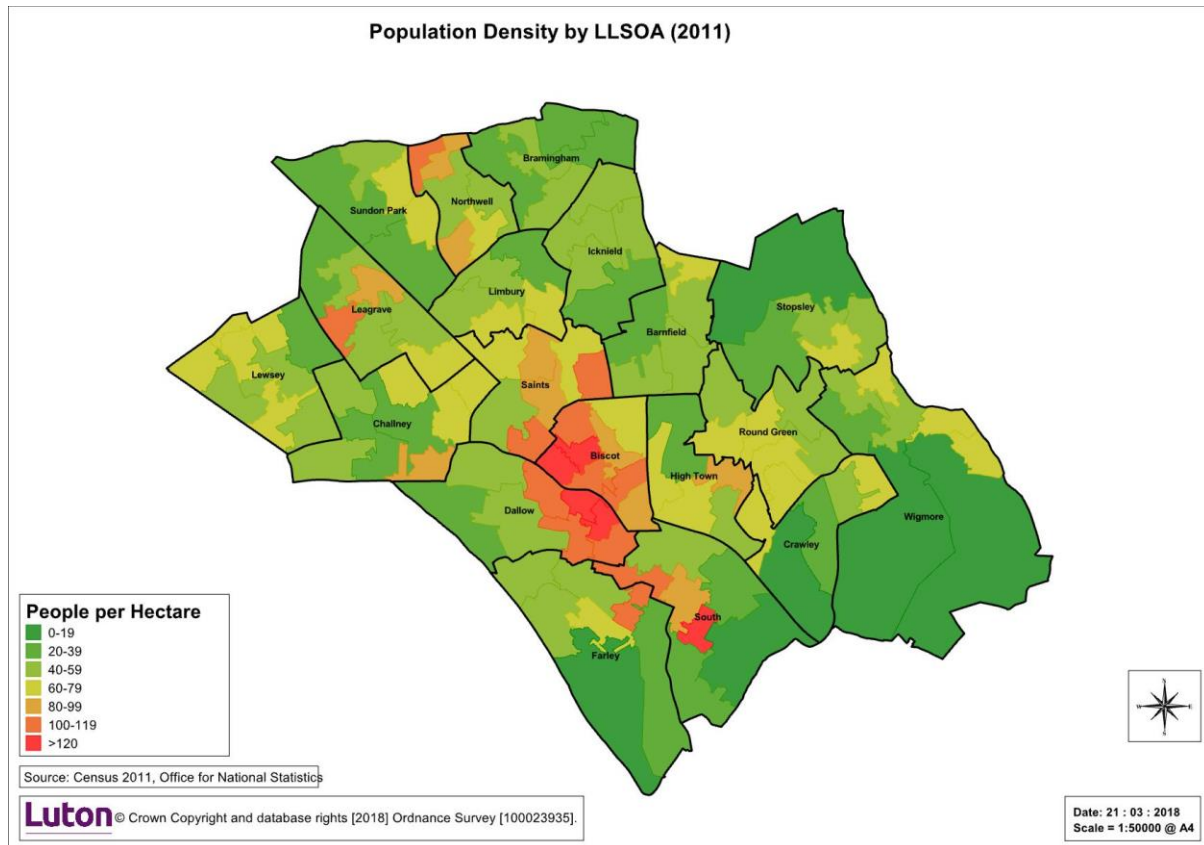 Population Density by LLSOA (2011)
Bramingham
Northwell
Sundon Park
Icknield
Limbury
Stopsley
Leagrave
Barnfield
Lewsey
Saints
Challney
Round Green
Biscot
High Town
Dallow
Wigmore
Crawley
South
Farley
People per Hectare
0-19
20-39
40-59
60-79
80-99
100-119
>120
N
W E
S
Source: Census 2011, Office for National Statistics
Luton © Crown Copyright and database rights [2018] Ordnance Survey [100023935].
Date: 21 : 03 : 2018
Scale = 1:50000 @ A4